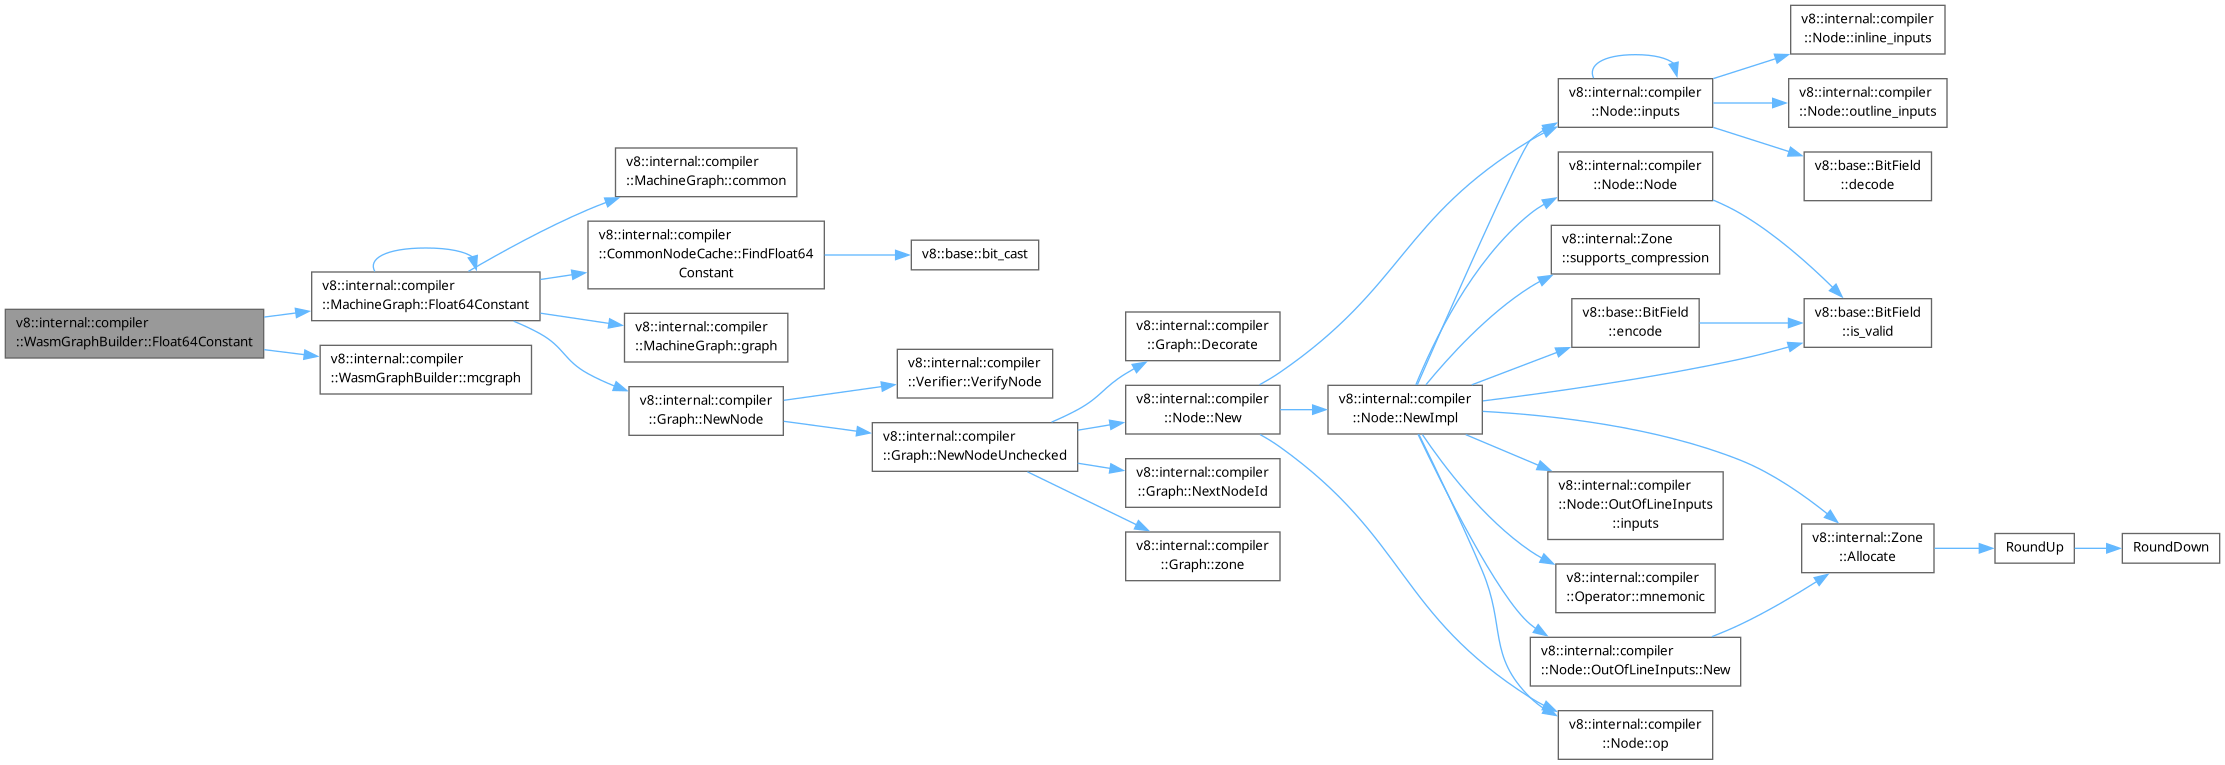 v8::internal::compiler
::WasmGraphBuilder::Float64Constant
v8::internal::compiler
::MachineGraph::Float64Constant
v8::internal::compiler
::WasmGraphBuilder::mcgraph
v8::internal::compiler
::MachineGraph::common
v8::internal::compiler
::CommonNodeCache::FindFloat64
Constant
v8::internal::compiler
::MachineGraph::graph
v8::internal::compiler
::Graph::NewNode
v8::base::bit_cast
v8::internal::compiler
::Verifier::VerifyNode
v8::internal::compiler
::Graph::NewNodeUnchecked
v8::internal::compiler
::Graph::Decorate
v8::internal::compiler
::Node::New
v8::internal::compiler
::Graph::NextNodeId
v8::internal::compiler
::Graph::zone
v8::internal::compiler
::Node::NewImpl
v8::internal::compiler
::Node::inputs
v8::internal::compiler
::Node::Node
v8::internal::Zone
::supports_compression
v8::base::BitField
::encode
v8::internal::compiler
::Node::OutOfLineInputs
::inputs
v8::internal::compiler
::Operator::mnemonic
v8::internal::compiler
::Node::OutOfLineInputs::New
v8::internal::compiler
::Node::op
v8::internal::compiler
::Node::inline_inputs
v8::internal::compiler
::Node::outline_inputs
v8::base::BitField
::decode
v8::base::BitField
::is_valid
v8::internal::Zone
::Allocate
RoundUp
RoundDown